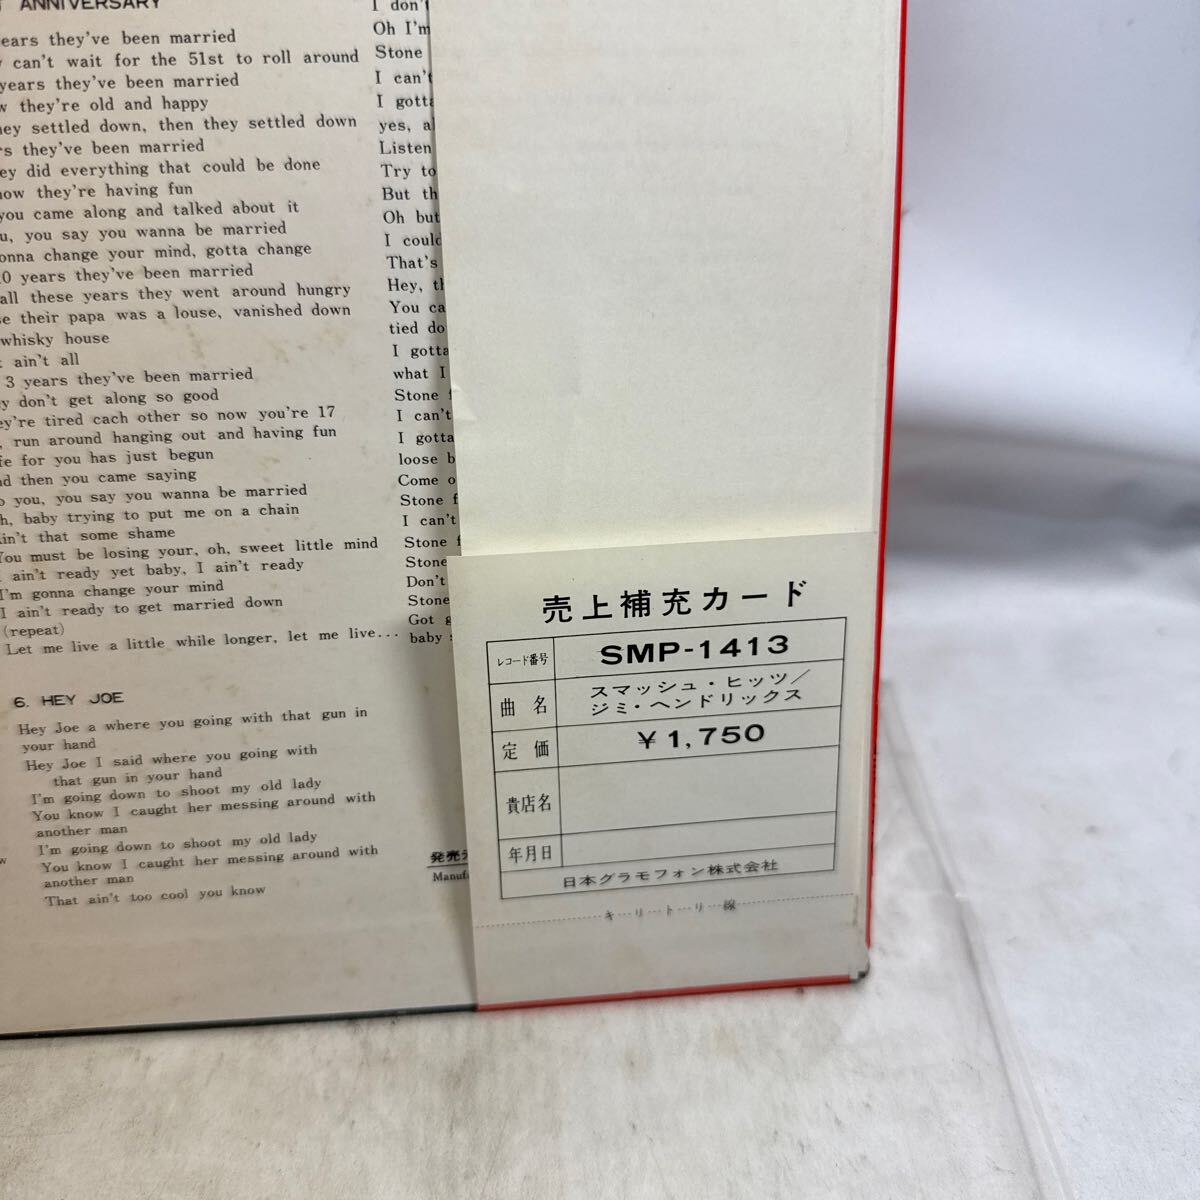 ANNIVERSARY
years they've been married
can't wait for the 51st to roll around
years they've been married
they're old and happy
they settled down, then they settled down
they've been married
they did everything that could be done
now they're having fun
you came along and talked about it
you, you say you wanna be married
gonna change your mind, gotta change
years they've been married
all these years they went around hungry
their papa was a louse, vanished down
whisky house
ain't all
3 years they've been married
don't get along so good
they're tired cach other so now you're 17
run around hanging out and having fun
life for you has just begun
and then you came saying
you, you say you wanna be married
baby trying to put me on a chain
ain't that some shame
You must be losing your, oh, sweet little mind
ain't ready yet baby, I ain't ready
I'm gonna change your mind
I ain't ready to get married down
(repeat)
Let me live a little while longer, let me live...
6. HEY JOE
Hey Joe a where you going with that gun in
your hand
Hey Joe I said where you going with
that gun in your hand
I'm going down to shoot my old lady
You know I caught her messing around with
another man
I'm going down to shoot my old lady
You know I caught her messing around with
another man
That ain't too cool you know
I don't
Oh I'm
Stone
I can't
I gotta
yes,
Listen
Try to
But
Oh but
I could
That's
Hey,
You
tied
I gotta
what I
Stone
I can't
I gotta
loose
Come
Stone
I can't
Stone
Stone
Don't
Stone
Got
baby
発売
売上補充カード
レコード番号 SMP-1413
曲名 スマッシュ・ヒッツ/
ジミ・ヘンドリックス
定価 ¥1,750
貴店名
年月日
日本グラモフォン株式会社
キ…リ…ト…リ…線